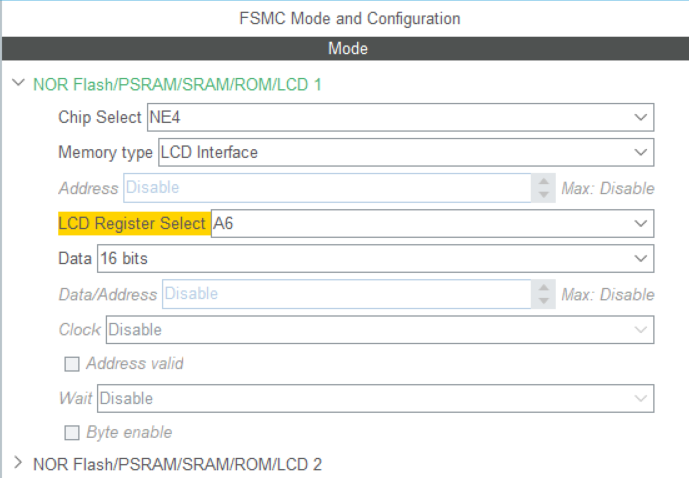 FSMC Mode and Configuration
Mode
NOR Flash/PSRAM/SRAM/ROM/LCD 1
Chip Select NE4
Memory type LCD Interface
Address Disable Max: Disable
LCD Register Select A6
Data 16 bits
Data/Address Disable Max: Disable
Clock Disable
Address valid
Wait Disable
Byte enable
NOR Flash/PSRAM/SRAM/ROM/LCD 2